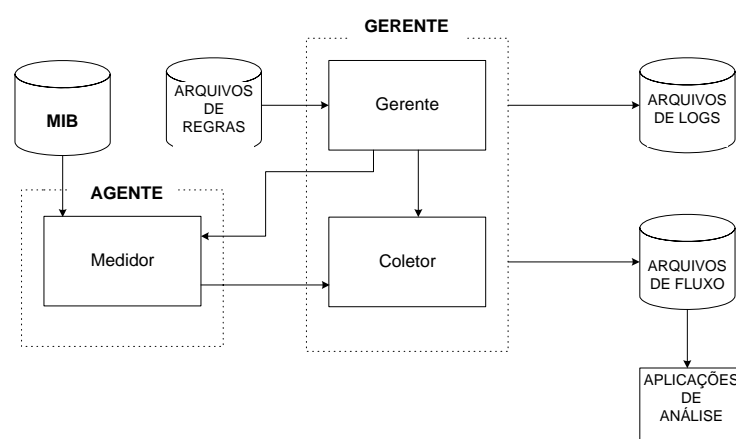 GERENTE
MIB
ARQUIVOS
DE
REGRAS
Gerente
ARQUIVOS
DE LOGS
AGENTE
Medidor
Coletor
ARQUIVOS
DE FLUXO
APLICAÇÕES
DE
ANÁLISE